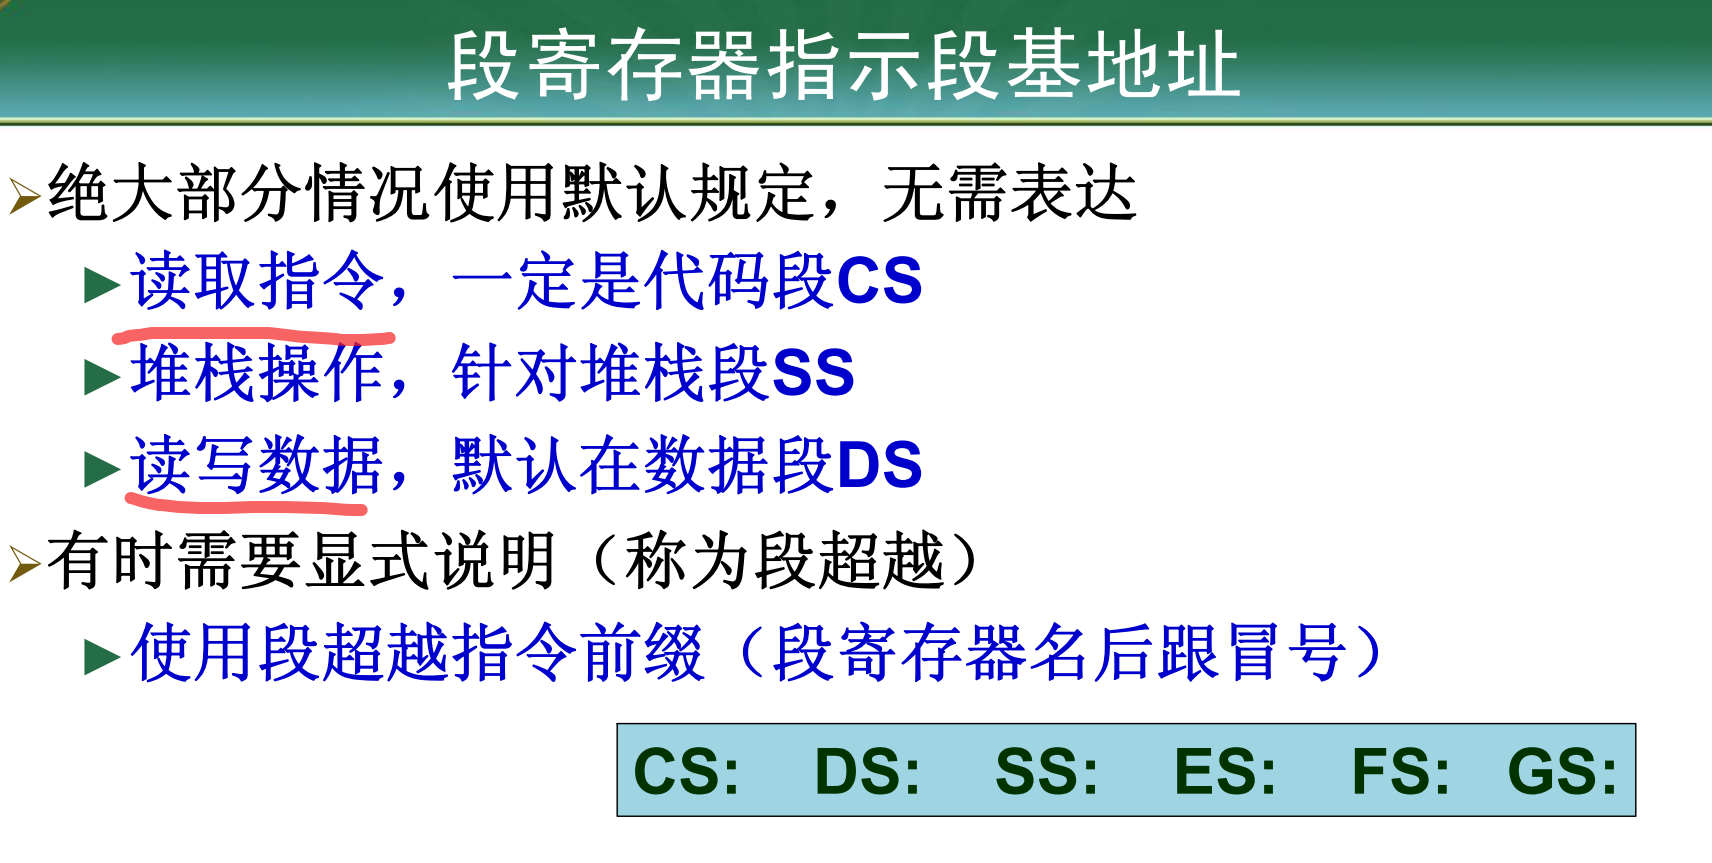 段寄存器指示段基地址
绝大部分情况使用默认规定，无需表达
读取指令，一定是代码段CS
堆栈操作，针对堆栈段SS
读写数据，默认在数据段DS
有时需要显式说明（称为段超越）
使用段超越指令前缀（段寄存器名后跟冒号）
CS: DS: SS: ES: FS: GS: